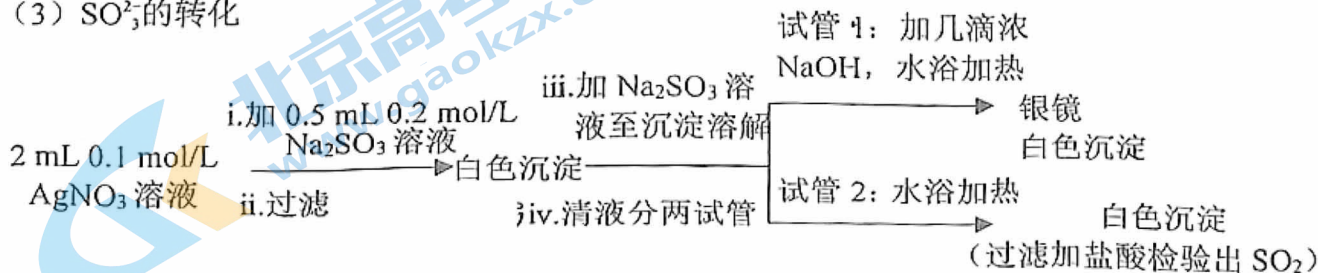 （3）SO₃²⁻的转化
试管 1：加几滴浓
NaOH，水浴加热
iii.加 Na₂SO₃ 溶
液至沉淀溶解
银镜
白色沉淀
i.加 0.5 mL 0.2 mol/L
Na₂SO₃ 溶液
2 mL 0.1 mol/L
AgNO₃ 溶液
白色沉淀
ii.过滤
iv.清液分两试管
试管 2：水浴加热
白色沉淀
（过滤加盐酸检验出 SO₂）
www.gaokzx.com